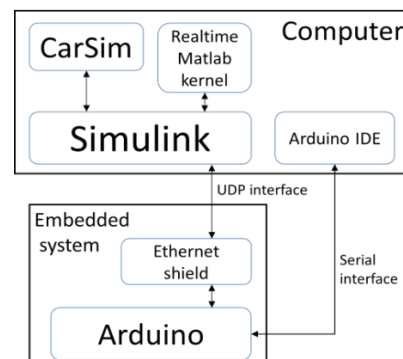 Computer
CarSim
Realtime
Matlab
kernel
Simulink
Arduino IDE
UDP interface
Embedded
system
Ethernet
shield
Serial
interface
Arduino